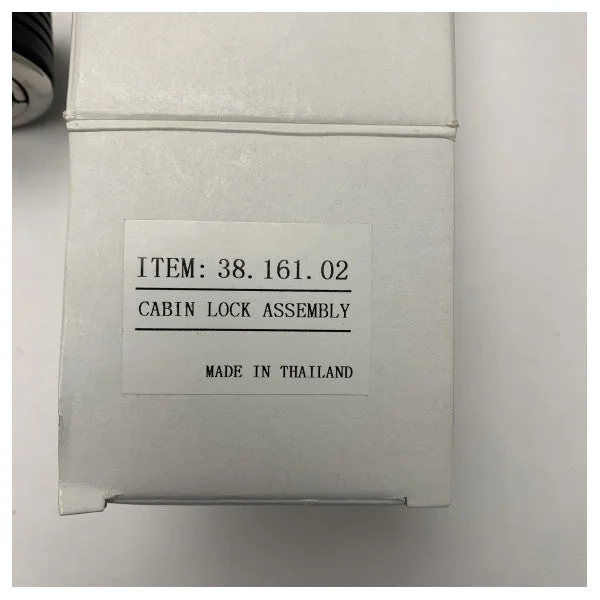 ITEM: 38.161.02
CABIN LOCK ASSEMBLY
MADE IN THAILAND